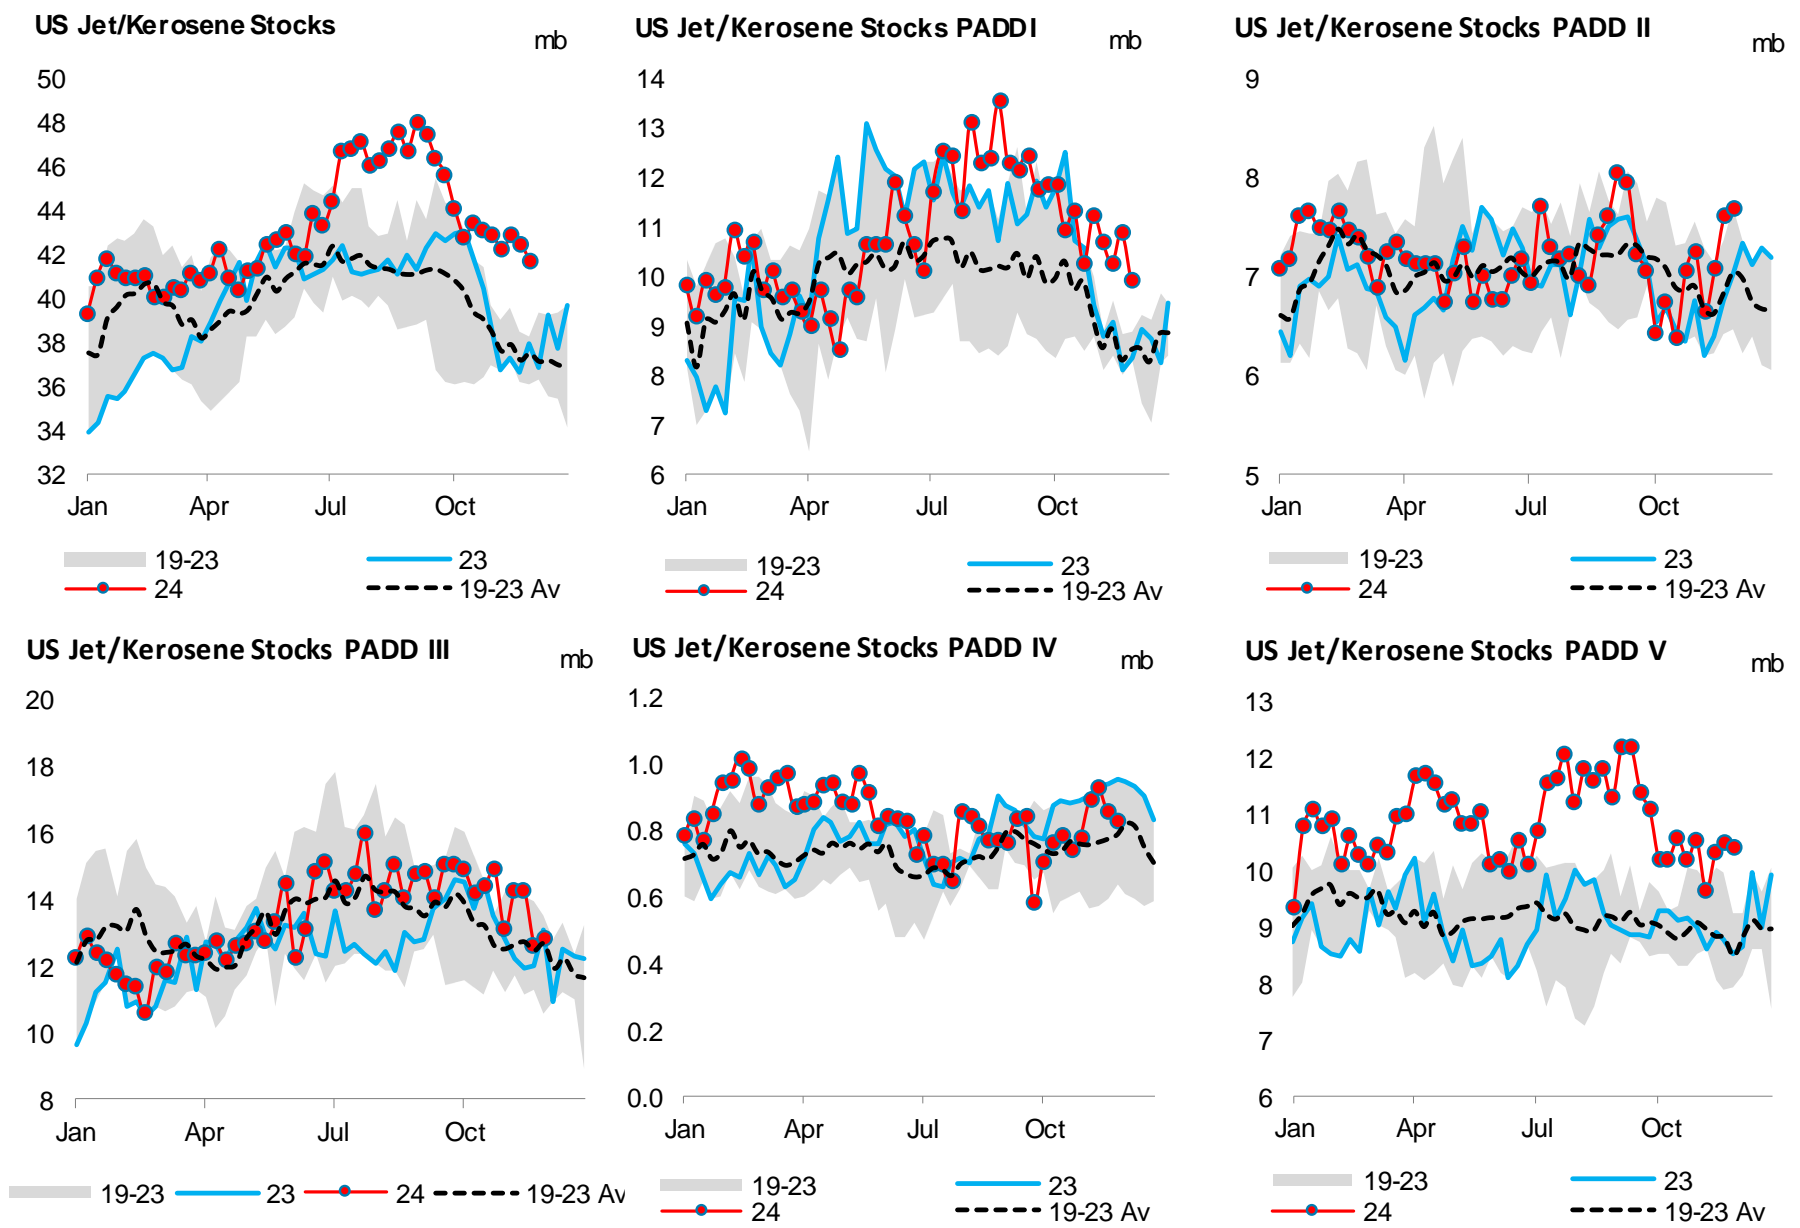 US Jet/Kerosene Stocks
mb
50
48
46
44
42
40
38
36
34
32
Jan Apr Jul Oct
19-23 23
24 19-23 Av
US Jet/Kerosene Stocks PADD I
mb
14
13
12
11
10
9
8
7
6
Jan Apr Jul Oct
19-23 23
24 19-23 Av
US Jet/Kerosene Stocks PADD II
mb
9
8
7
6
5
Jan Apr Jul Oct
19-23 23
24 19-23 Av
US Jet/Kerosene Stocks PADD III
mb
20
18
16
14
12
10
8
Jan Apr Jul Oct
19-23 23 24 19-23 Av
US Jet/Kerosene Stocks PADD IV
mb
1.2
1.0
0.8
0.6
0.4
0.2
0.0
Jan Apr Jul Oct
19-23 23
24 19-23 Av
US Jet/Kerosene Stocks PADD V
mb
13
12
11
10
9
8
7
6
Jan Apr Jul Oct
19-23 23
24 19-23 Av